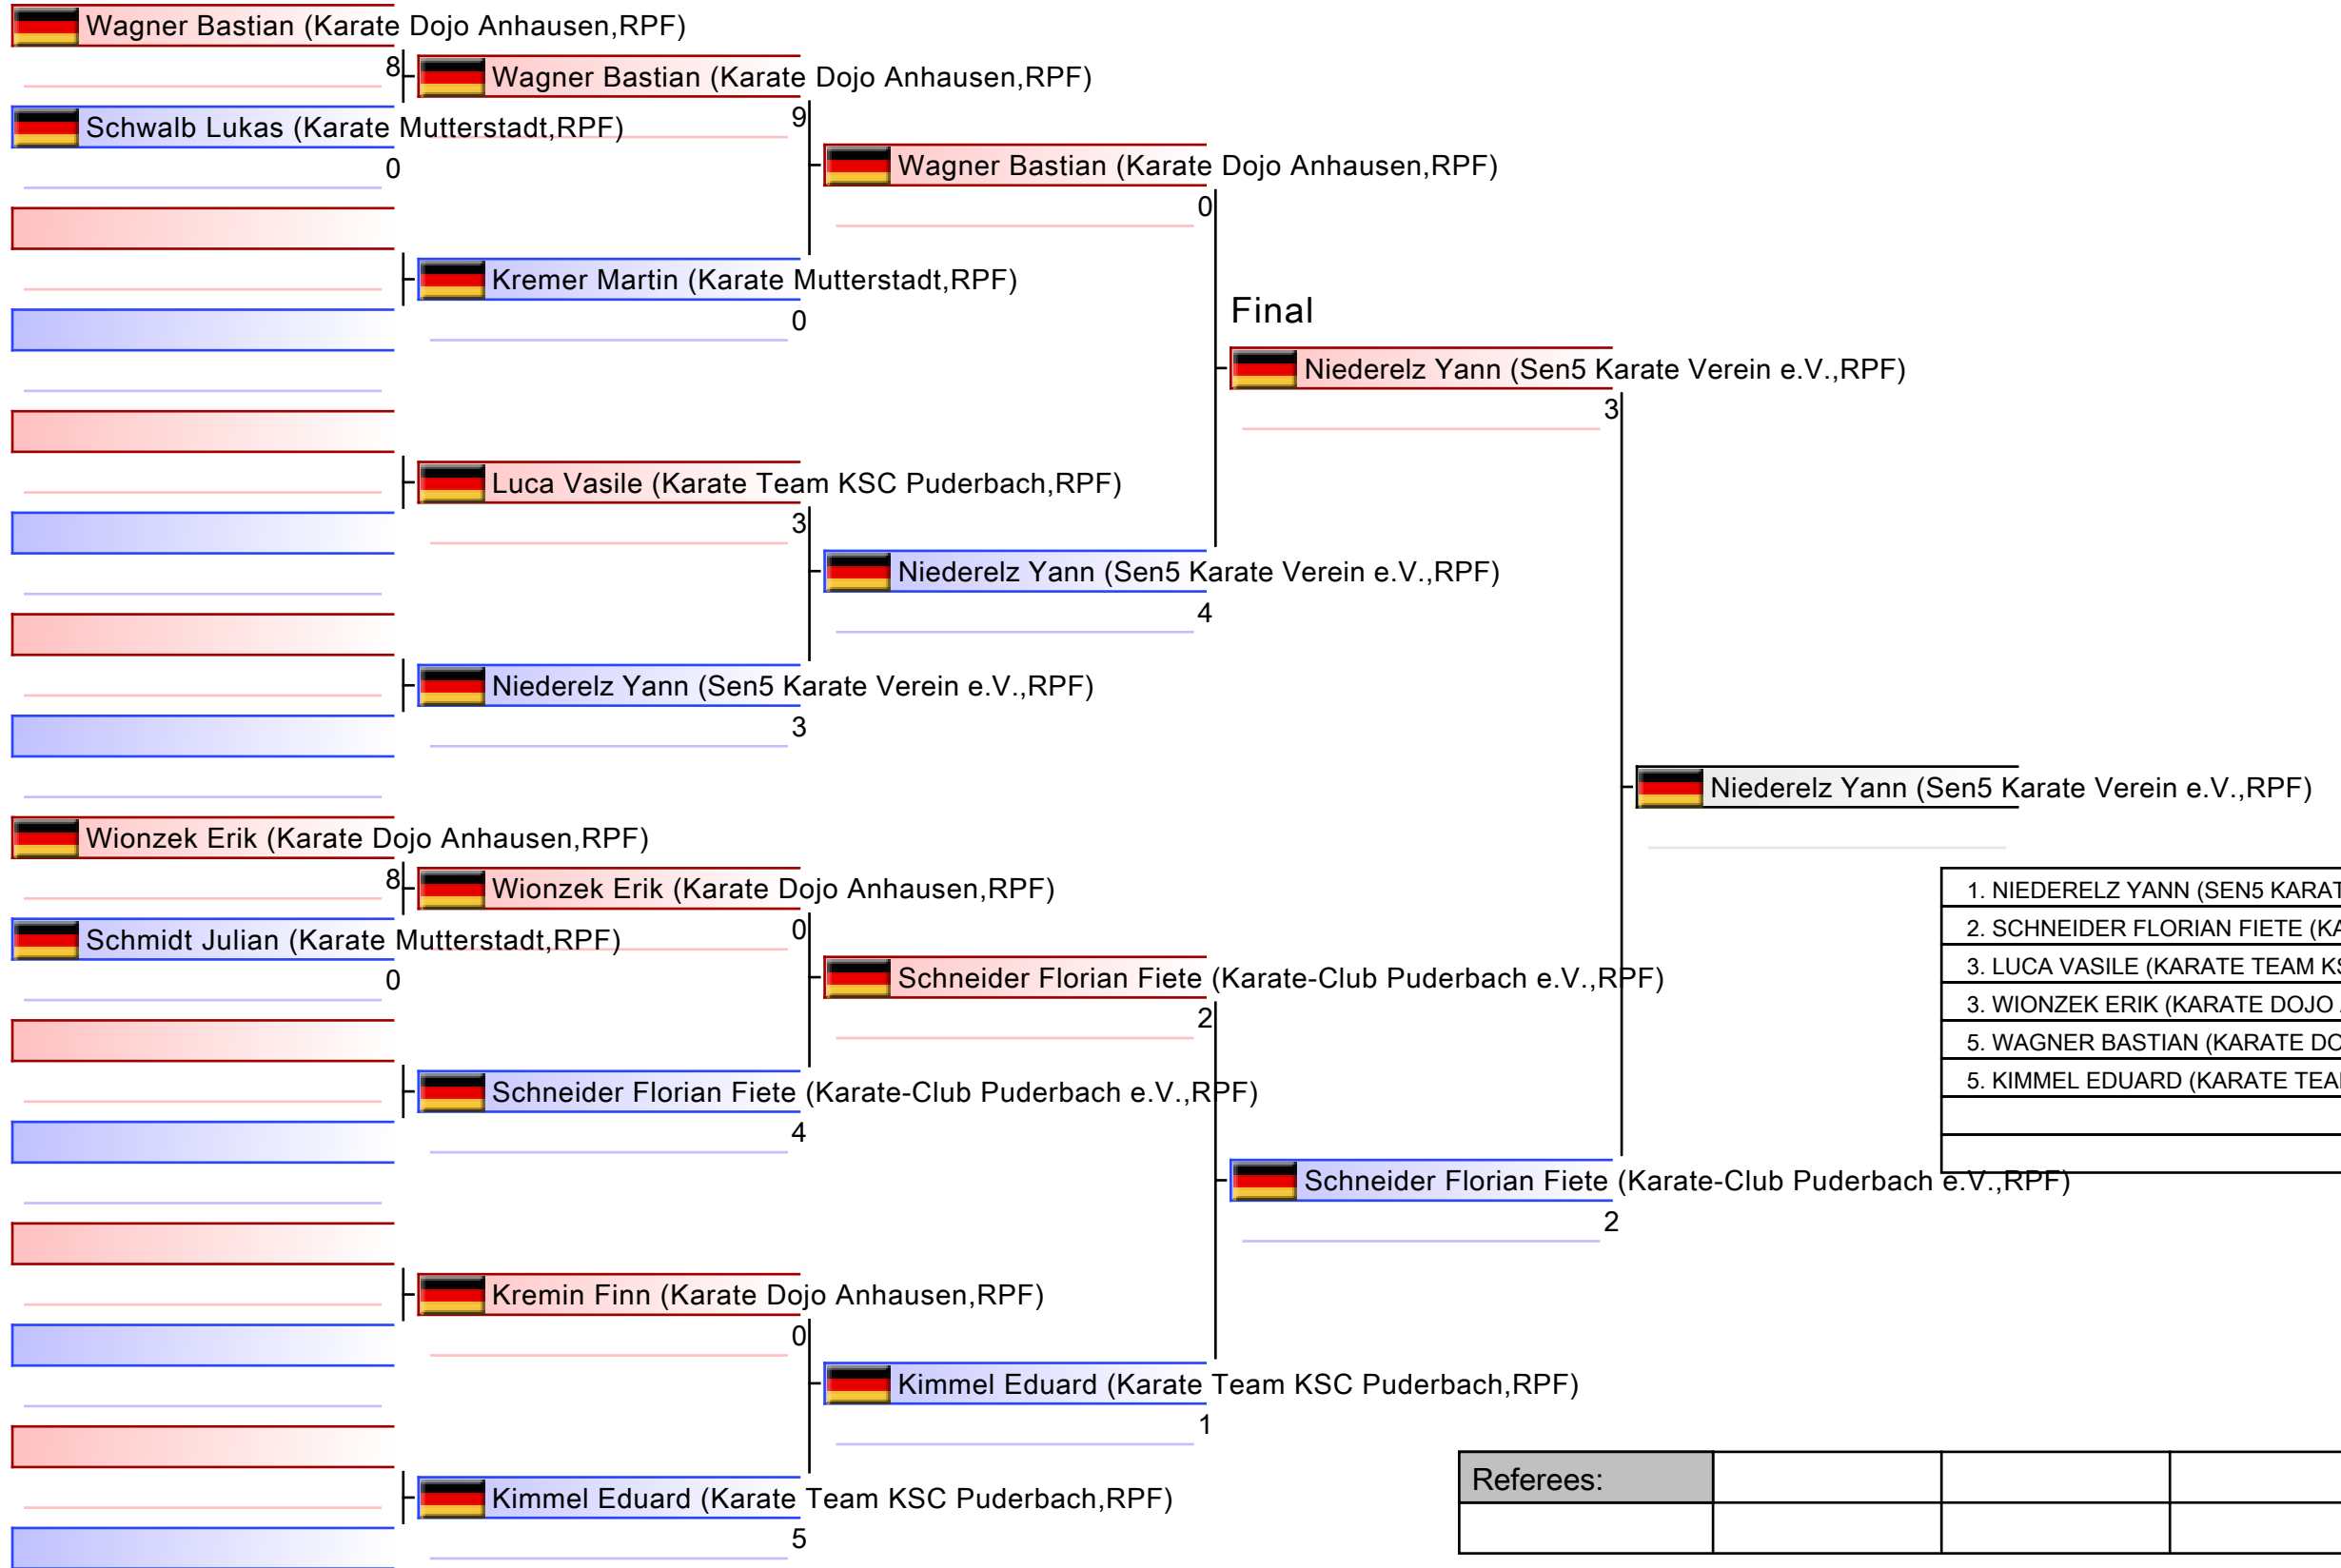 Wagner Bastian (Karate Dojo Anhausen,RPF)
8
Schwalb Lukas (Karate Mutterstadt,RPF)
0
Wionzek Erik (Karate Dojo Anhausen,RPF)
8
Schmidt Julian (Karate Mutterstadt,RPF)
0
Wagner Bastian (Karate Dojo Anhausen,RPF)
9
Kremer Martin (Karate Mutterstadt,RPF)
0
Luca Vasile (Karate Team KSC Puderbach,RPF)
3
Niederelz Yann (Sen5 Karate Verein e.V.,RPF)
3
Wionzek Erik (Karate Dojo Anhausen,RPF)
0
Schneider Florian Fiete (Karate-Club Puderbach e.V.,RPF)
4
Kremin Finn (Karate Dojo Anhausen,RPF)
0
Kimmel Eduard (Karate Team KSC Puderbach,RPF)
5
Wagner Bastian (Karate Dojo Anhausen,RPF)
0
Niederelz Yann (Sen5 Karate Verein e.V.,RPF)
4
Schneider Florian Fiete (Karate-Club Puderbach e.V.,RPF)
2
Kimmel Eduard (Karate Team KSC Puderbach,RPF)
1
Final
Niederelz Yann (Sen5 Karate Verein e.V.,RPF)
3
Schneider Florian Fiete (Karate-Club Puderbach e.V.,RPF)
2
Niederelz Yann (Sen5 Karate Verein e.V.,RPF)
1. NIEDERELZ YANN (SEN5 KARAT
2. SCHNEIDER FLORIAN FIETE (KA
3. LUCA VASILE (KARATE TEAM KS
3. WIONZEK ERIK (KARATE DOJO
5. WAGNER BASTIAN (KARATE DO
5. KIMMEL EDUARD (KARATE TEA
Referees: